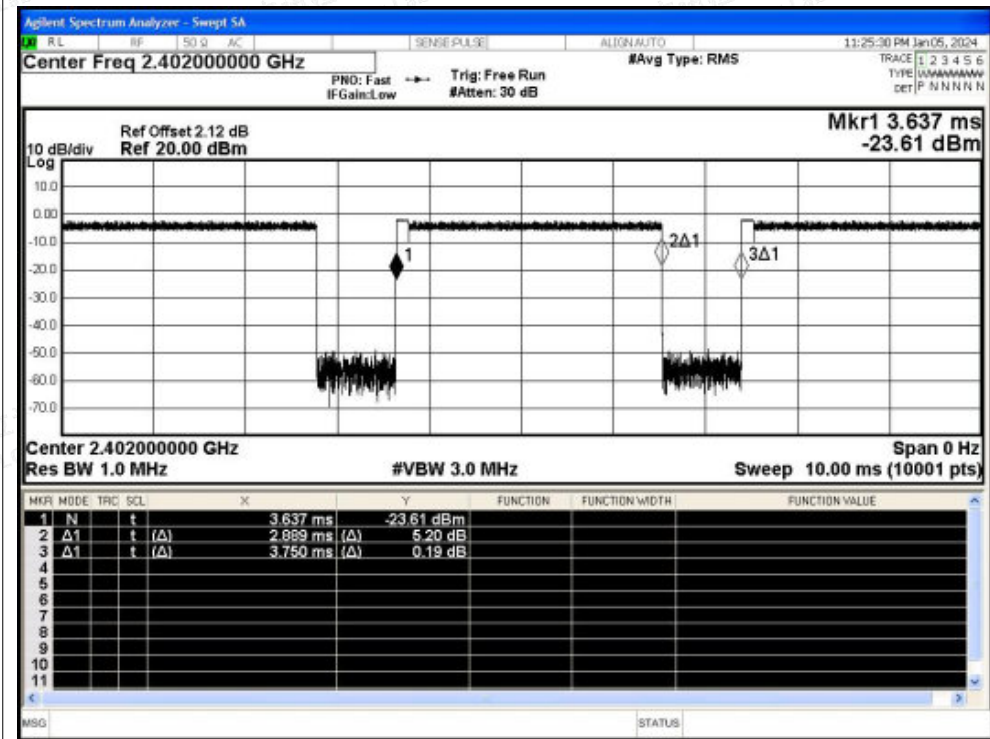 Agilent Spectrum Analyzer - Swept SA
LXI RL RF 50 Ω AC SENSE:PULSE ALIGN AUTO 11:25:30 PM Jan 05, 2024
Center Freq 2.402000000 GHz #Avg Type: RMS TRACE 1 2 3 4 5 6
PNO: Fast Trig: Free Run TYPE
IFGain:Low #Atten: 30 dB DET P N N N N N
Mkr1 3.637 ms
Ref Offset 2.12 dB
10 dB/div Ref 20.00 dBm -23.61 dBm
Log
10.0
0.00
-10.0
2Δ1
1 3Δ1
-20.0
-30.0
-40.0
-50.0
-60.0
-70.0
Center 2.402000000 GHz Span 0 Hz
Res BW 1.0 MHz #VBW 3.0 MHz Sweep 10.00 ms (10001 pts)
MKR MODE TRC SCL X Y FUNCTION FUNCTION WIDTH FUNCTION VALUE
1 N t 3.637 ms -23.61 dBm
2 Δ1 t (Δ) 2.889 ms (Δ) 5.20 dB
3 Δ1 t (Δ) 3.750 ms (Δ) 0.19 dB
4
5
6
7
8
9
10
11
MSG STATUS